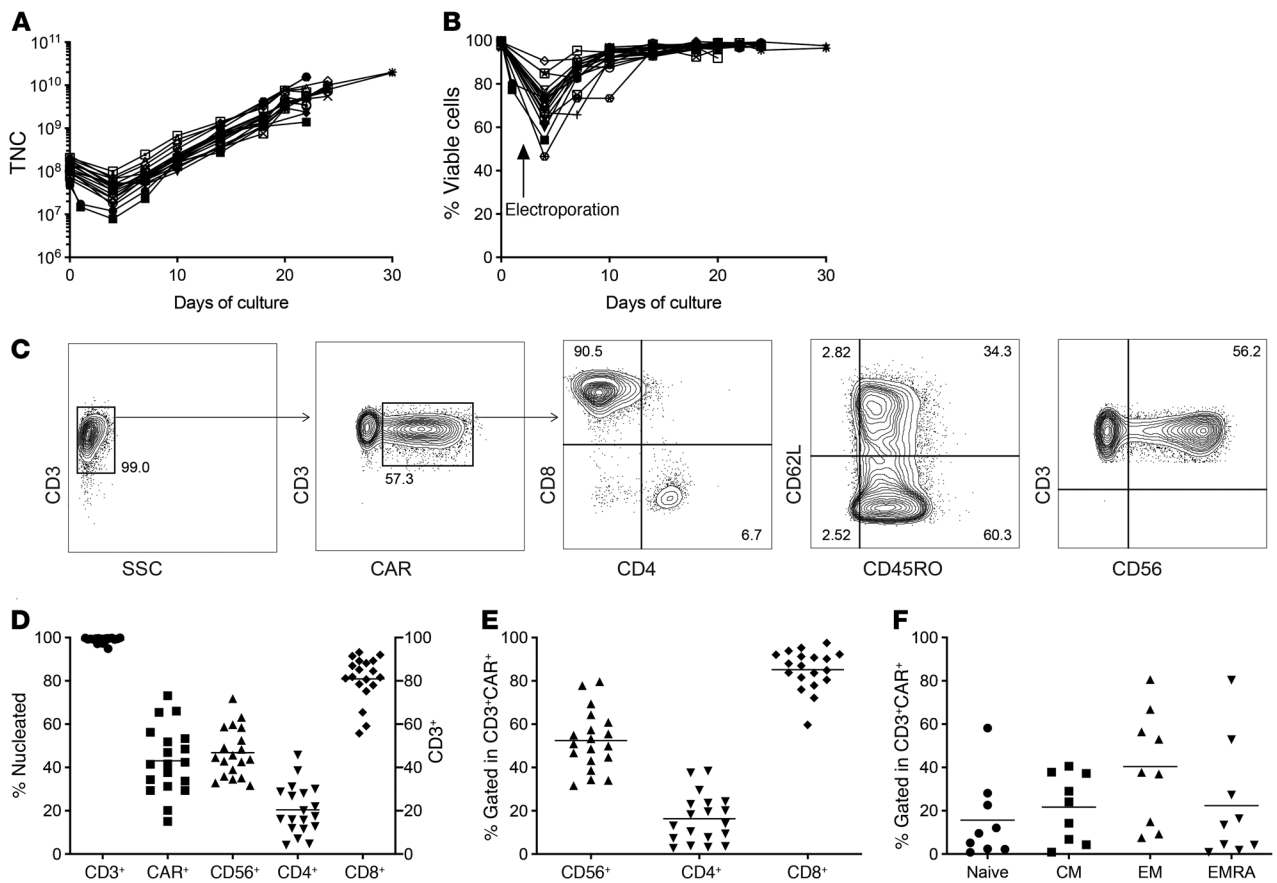 A
TNC
10¹¹
10¹⁰
10⁹
10⁸
10⁷
10⁶
0 10 20 30
Days of culture
B
% Viable cells
100
80
60
40
20
0
Electroporation
0 10 20 30
Days of culture
C
CD3
99.0
SSC
CD3
57.3
CAR
CD8
90.5
6.7
CD4
CD62L
2.82 34.3
2.52 60.3
CD45RO
CD3
56.2
CD56
D
% Nucleated
100
80
60
40
20
0
100
80
60
40
20
0
CD3⁺
CD3⁺ CAR⁺ CD56⁺ CD4⁺ CD8⁺
E
% Gated in CD3⁺CAR⁺
100
80
60
40
20
0
CD56⁺ CD4⁺ CD8⁺
F
% Gated in CD3⁺CAR⁺
100
80
60
40
20
0
Naive CM EM EMRA